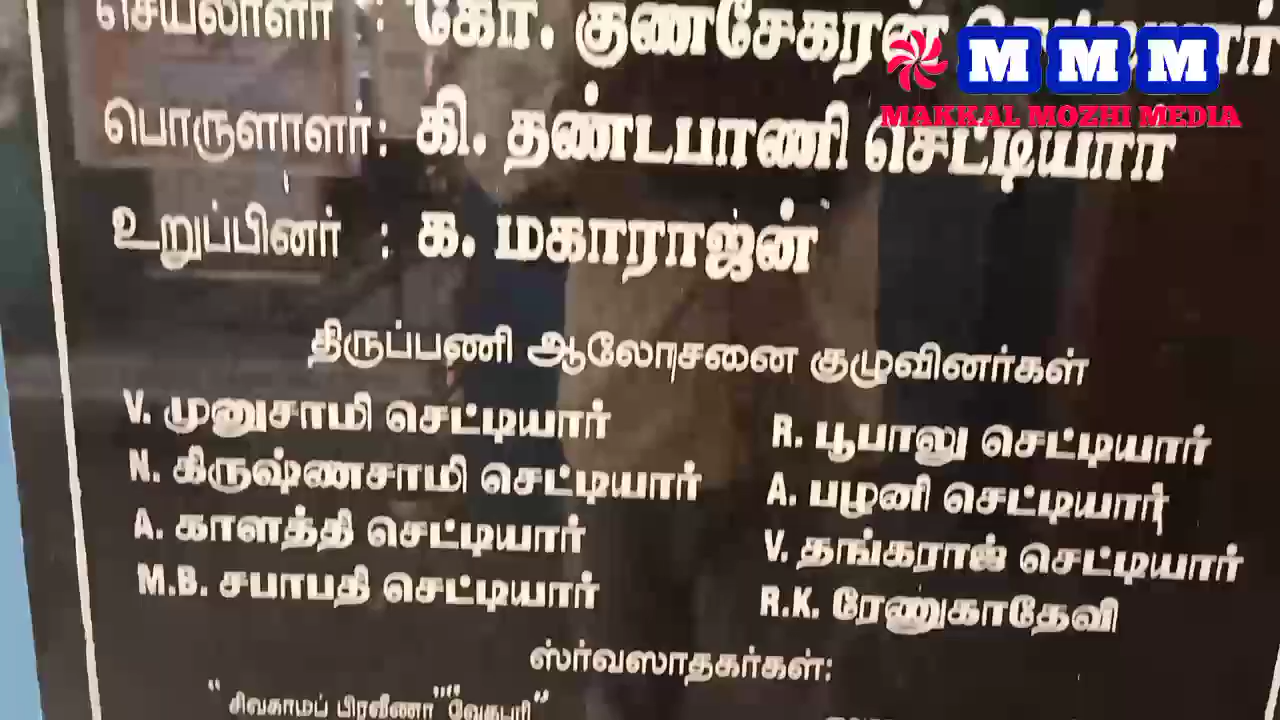 செயலாளர் : கோ. குணசேகரன் செட்டியார்
MMM
MAKKAL MOZHI MEDIA
பொருளாளர்: கி. தண்டபாணி செட்டியார்
உறுப்பினர் : க. மகாராஜன்
திருப்பணி ஆலோசனை குழுவினர்கள்
V. முனுசாமி செட்டியார்
R. பூபாலு செட்டியார்
N. கிருஷ்ணசாமி செட்டியார்
A. பழனி செட்டியார்
A. காளத்தி செட்டியார்
V. தங்கராஜ் செட்டியார்
M.B. சபாபதி செட்டியார்
R.K. ரேணுகாதேவி
ஸர்வஸாதகர்கள்:
"சிவகாமப் பிரவீணா"